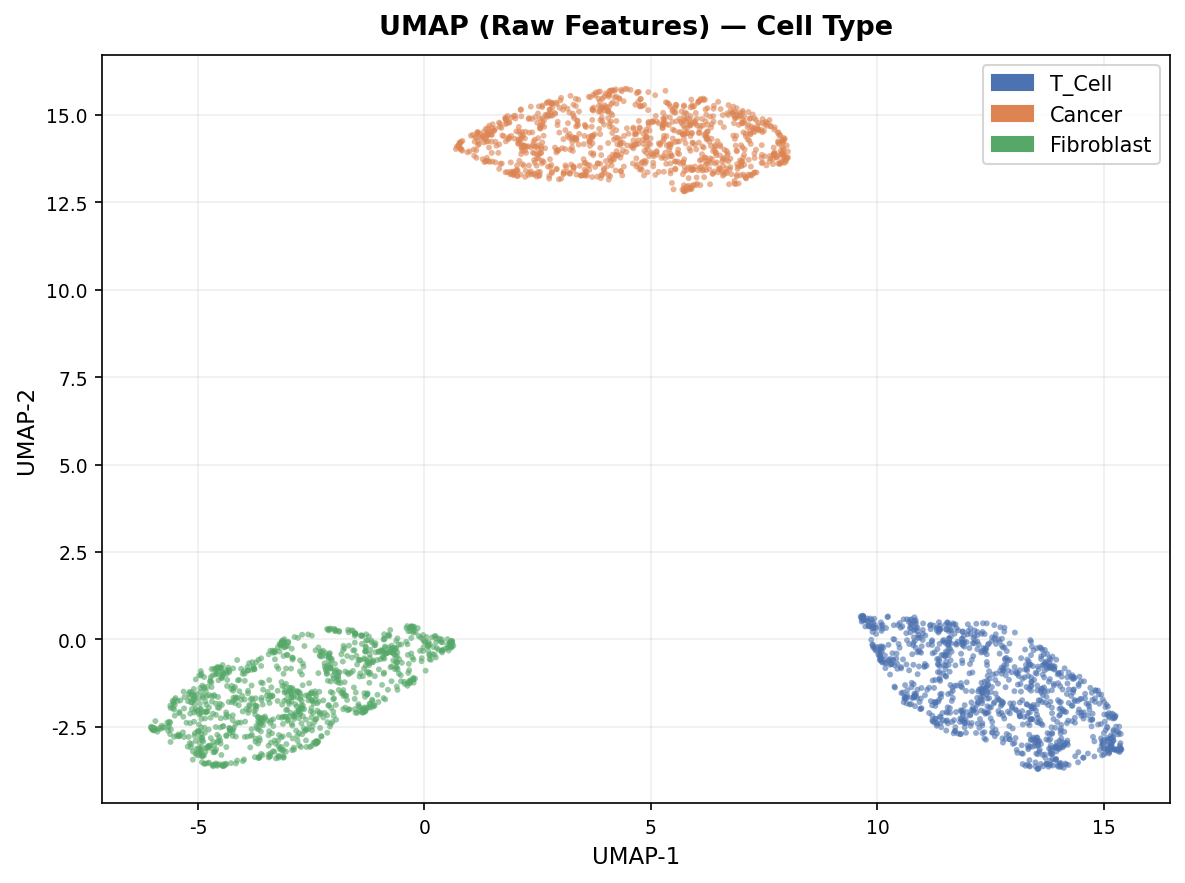 UMAP (Raw Features) — Cell Type
T_Cell
Cancer
Fibroblast
15.0
12.5
10.0
7.5
5.0
2.5
0.0
-2.5
UMAP-2
-5
0
5
10
15
UMAP-1